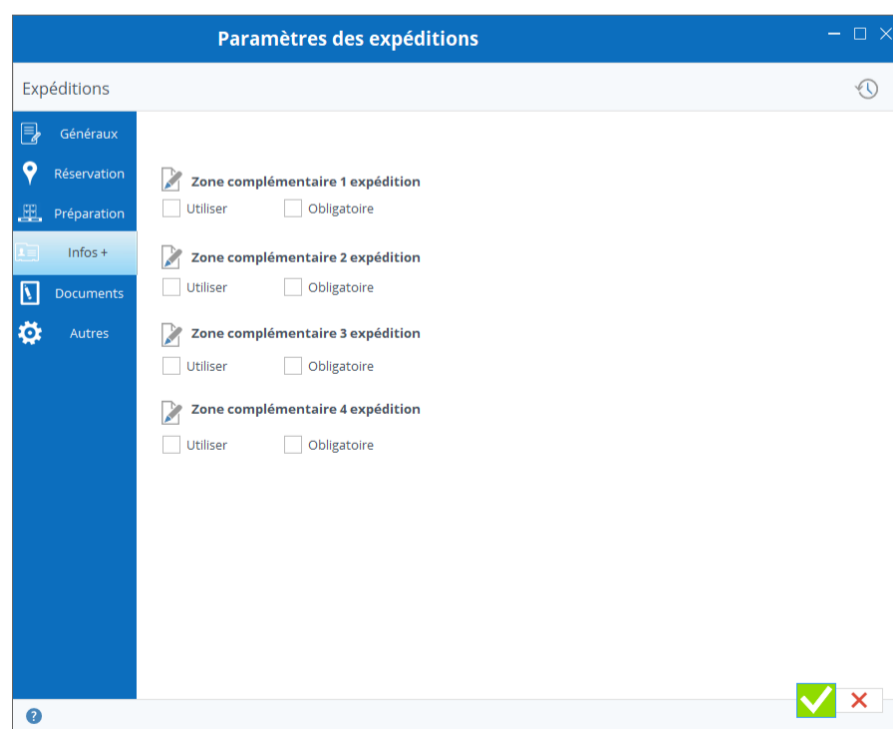 Paramètres des expéditions
Expéditions
Généraux
Réservation
Préparation
Infos +
Documents
Autres
Zone complémentaire 1 expédition
Utiliser Obligatoire
Zone complémentaire 2 expédition
Utiliser Obligatoire
Zone complémentaire 3 expédition
Utiliser Obligatoire
Zone complémentaire 4 expédition
Utiliser Obligatoire
?